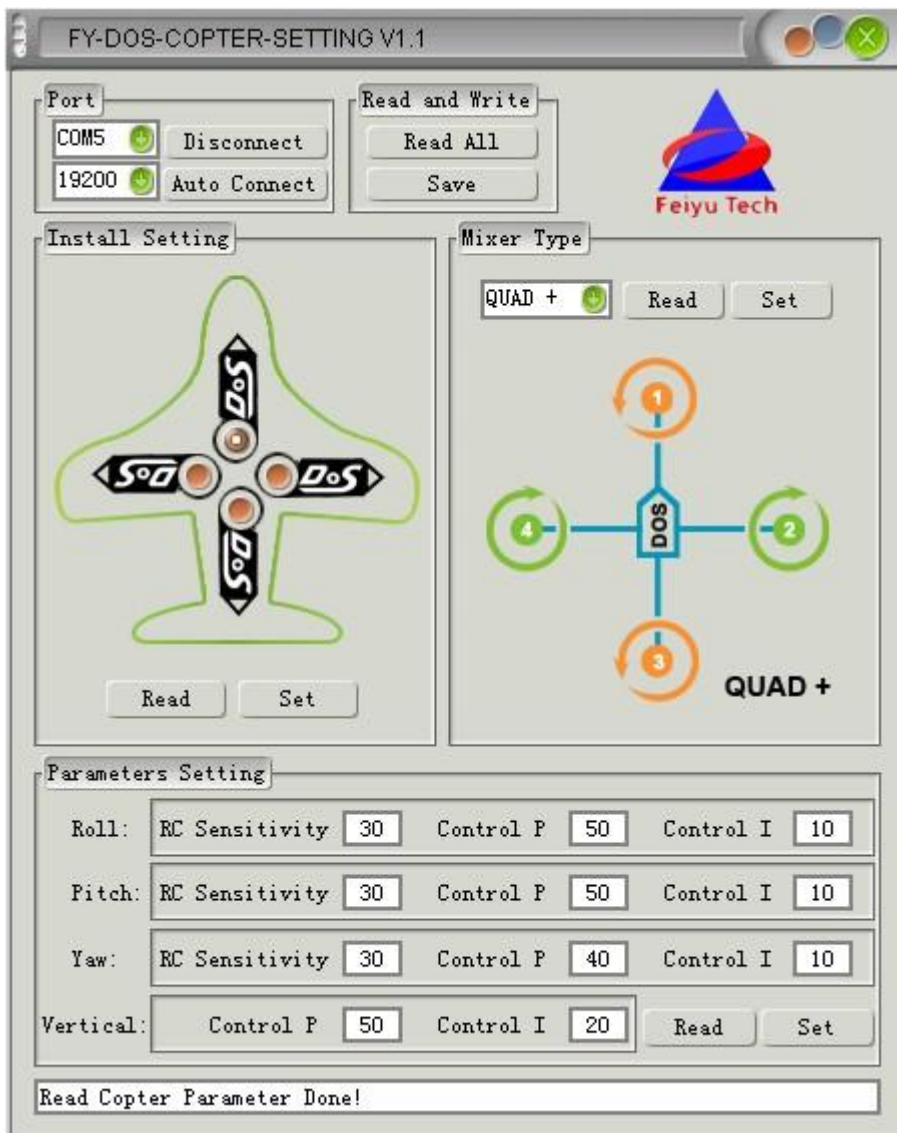 FY-DOS-COPTER-SETTING V1.1
Port
COM5 Disconnect
19200 Auto Connect
Read and Write
Read All
Save
Feiyu Tech
Install Setting
DoS
DoS DoS
DoS
Read Set
Mixer Type
QUAD + Read Set
1
4 DOS 2
3
QUAD +
Parameters Setting
Roll: RC Sensitivity 30 Control P 50 Control I 10
Pitch: RC Sensitivity 30 Control P 50 Control I 10
Yaw: RC Sensitivity 30 Control P 40 Control I 10
Vertical: Control P 50 Control I 20 Read Set
Read Copter Parameter Done!